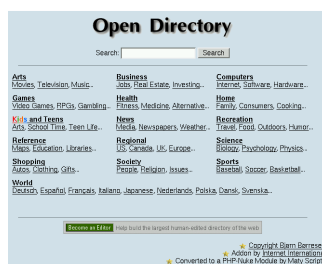 Open Directory
Search: Search
Arts Business Computers
Movies, Television, Music... Jobs, Real Estate, Investing... Internet, Software, Hardware...
Games Health Home
Video Games, RPGs, Gambling... Fitness, Medicine, Alternative... Family, Consumers, Cooking...
Kids and Teens News Recreation
Arts, School Time, Teen Life... Media, Newspapers, Weather... Travel, Food, Outdoors, Humor...
Reference Regional Science
Maps, Education, Libraries... US, Canada, UK, Europe... Biology, Psychology, Physics...
Shopping Society Sports
Autos, Clothing, Gifts... People, Religion, Issues... Baseball, Soccer, Basketball...
World
Deutsch, Español, Français, Italiano, Japanese, Nederlands, Polska, Dansk, Svenska...
Become an Editor Help build the largest human-edited directory of the web
Copyright Bjørn Børrese
Addon by Internet Internation
Converted to a PHP-Nuke Module by Maty Script